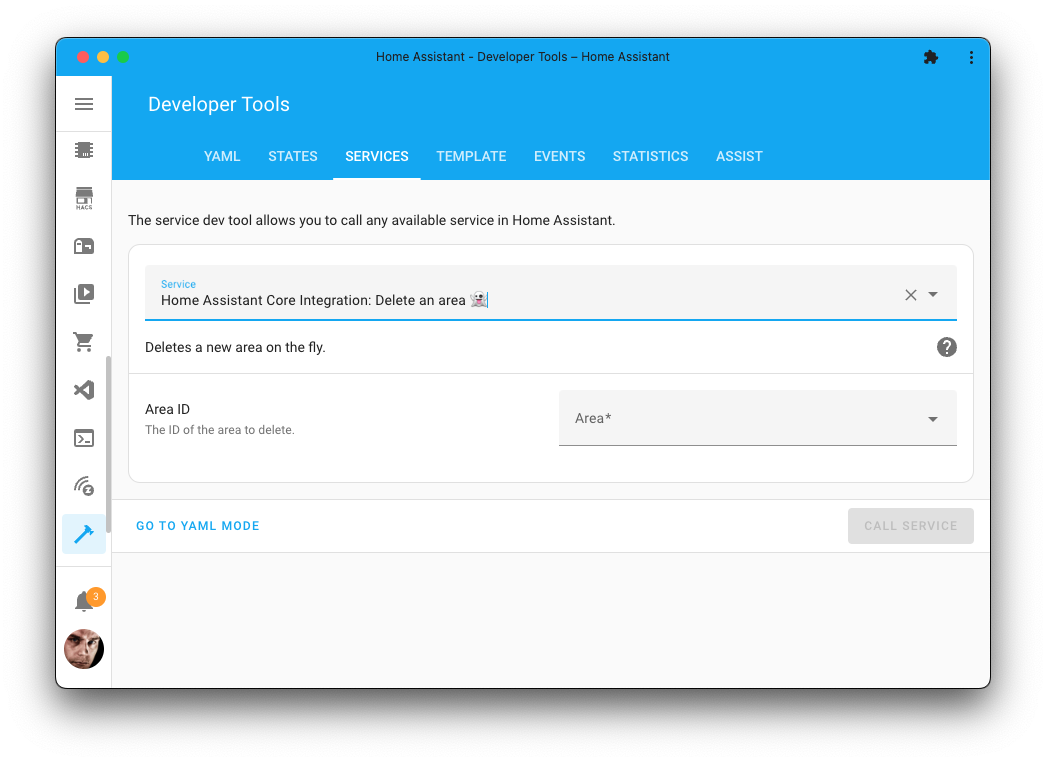 Home Assistant - Developer Tools – Home Assistant
Developer Tools
YAML STATES SERVICES TEMPLATE EVENTS STATISTICS ASSIST
HACS
The service dev tool allows you to call any available service in Home Assistant.
Service
Home Assistant Core Integration: Delete an area 👻
Deletes a new area on the fly.
Area ID
The ID of the area to delete.
Area*
GO TO YAML MODE
CALL SERVICE
3